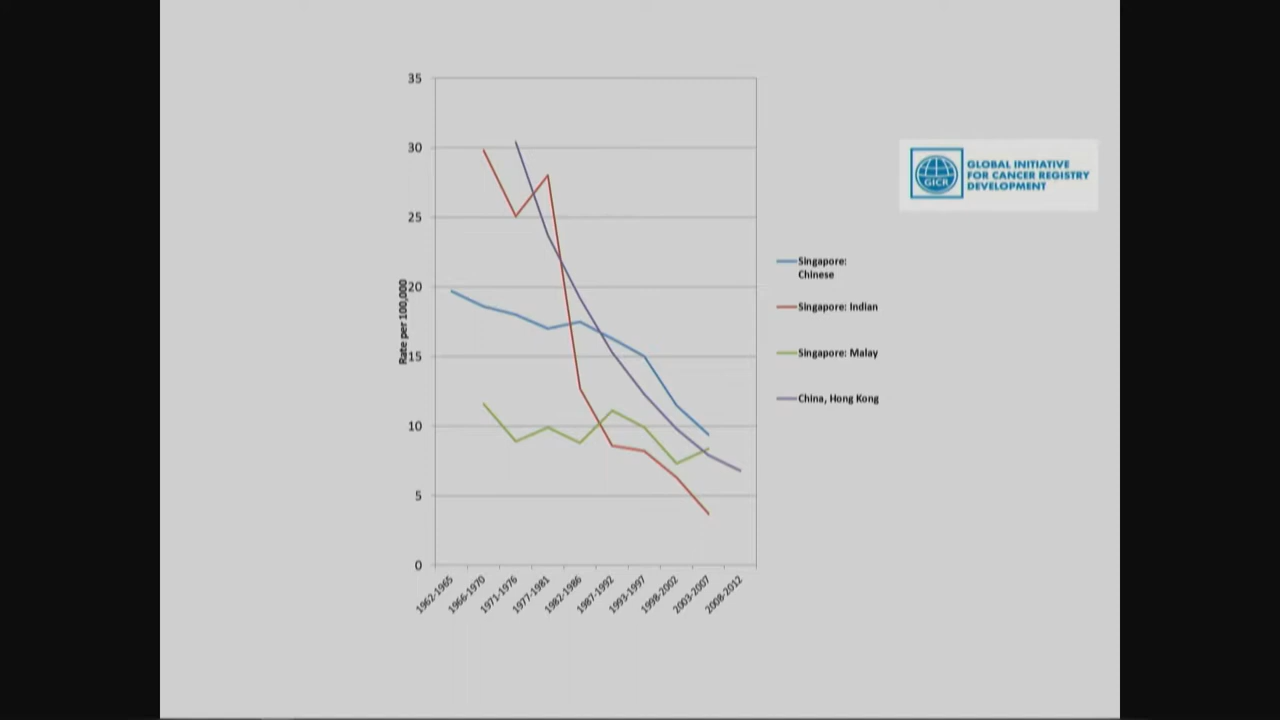 35
30
25
20
15
10
5
0
Rate per 100,000
1962-1965
1966-1970
1971-1976
1977-1981
1982-1986
1987-1992
1993-1997
1998-2002
2003-2007
2008-2012
GICR
GLOBAL INITIATIVE
FOR CANCER REGISTRY
DEVELOPMENT
Singapore:
Chinese
Singapore: Indian
Singapore: Malay
China, Hong Kong